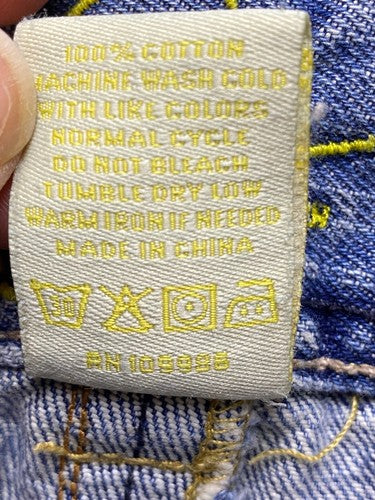 100% COTTON
MACHINE WASH COLD
WITH LIKE COLORS
NORMAL CYCLE
DO NOT BLEACH
TUMBLE DRY LOW
WARM IRON IF NEEDED
MADE IN CHINA
30
RN 109986